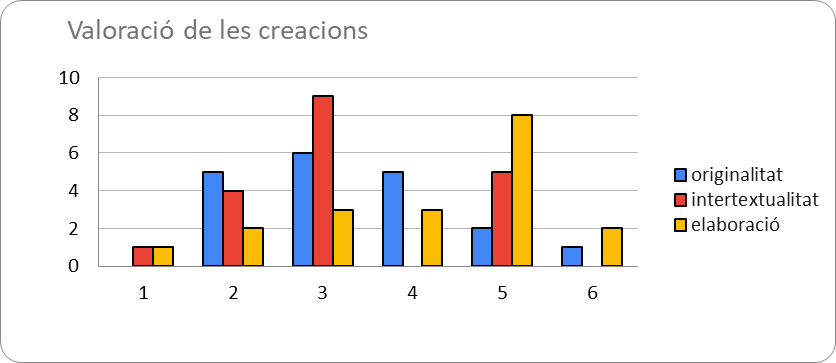 Valoració de les creacions
10
8
6
4
2
0
1 2 3 4 5 6
originalitat
intertextualitat
elaboració